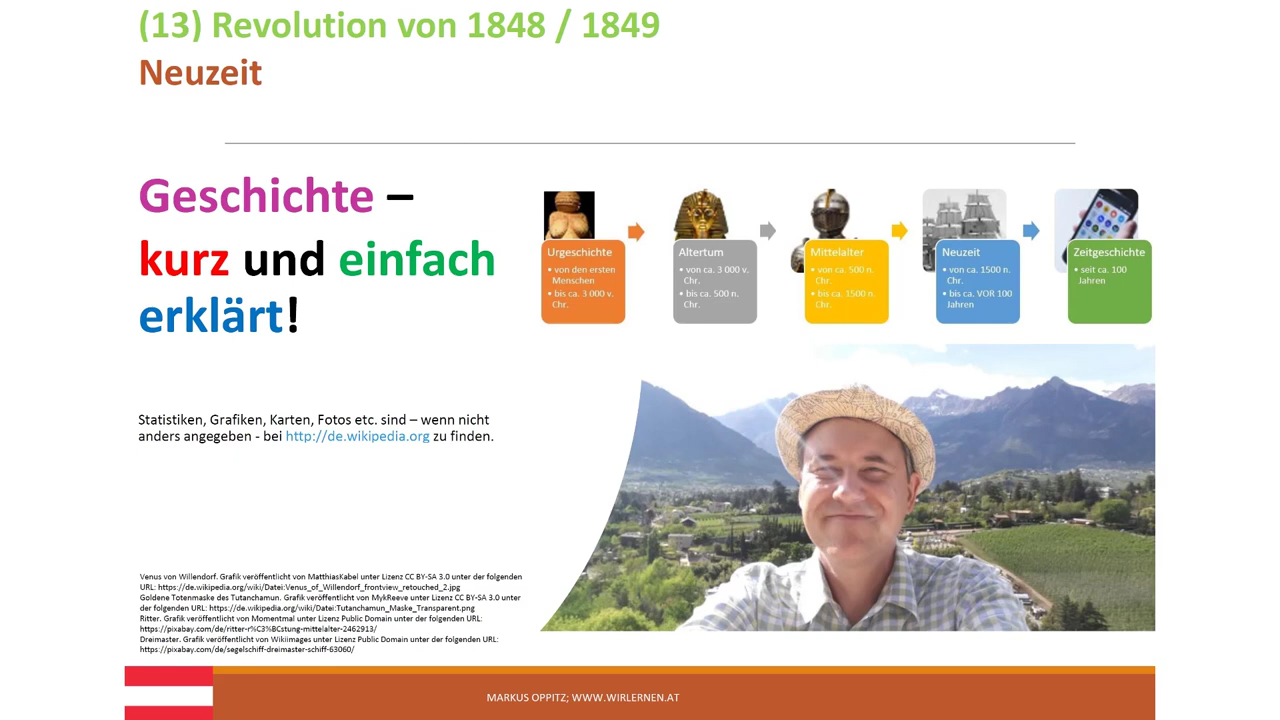 (13) Revolution von 1848 / 1849
Neuzeit
Geschichte –
kurz und einfach
erklärt!
Urgeschichte
• von den ersten
Menschen
• bis ca. 3 000 v.
Chr.
Altertum
• von ca. 3 000 v.
Chr.
• bis ca. 500 n.
Chr.
Mittelalter
• von ca. 500 n.
Chr.
• bis ca. 1500 n.
Chr.
Neuzeit
• von ca. 1500 n.
Chr.
• bis ca. VOR 100
Jahren
Zeitgeschichte
• seit ca. 100
Jahren
Statistiken, Grafiken, Karten, Fotos etc. sind – wenn nicht
anders angegeben - bei http://de.wikipedia.org zu finden.
Venus von Willendorf. Grafik veröffentlicht von MatthiasKabel unter Lizenz CC BY-SA 3.0 unter der folgenden
URL: https://de.wikipedia.org/wiki/Datei:Venus_of_Willendorf_frontview_retouched_2.jpg
Goldene Totenmaske des Tutanchamun. Grafik veröffentlicht von MykReeve unter Lizenz CC BY-SA 3.0 unter
der folgenden URL: https://de.wikipedia.org/wiki/Datei:Tutanchamun_Maske_Transparent.png
Ritter. Grafik veröffentlicht von Momentmal unter Lizenz Public Domain unter der folgenden URL:
https://pixabay.com/de/ritter-r%C3%BCstung-mittelalter-2462913/
Dreimaster. Grafik veröffentlicht von Wikiimages unter Lizenz Public Domain unter der folgenden URL:
https://pixabay.com/de/segelschiff-dreimaster-schiff-63060/
MARKUS OPPITZ; WWW.WIRLERNEN.AT